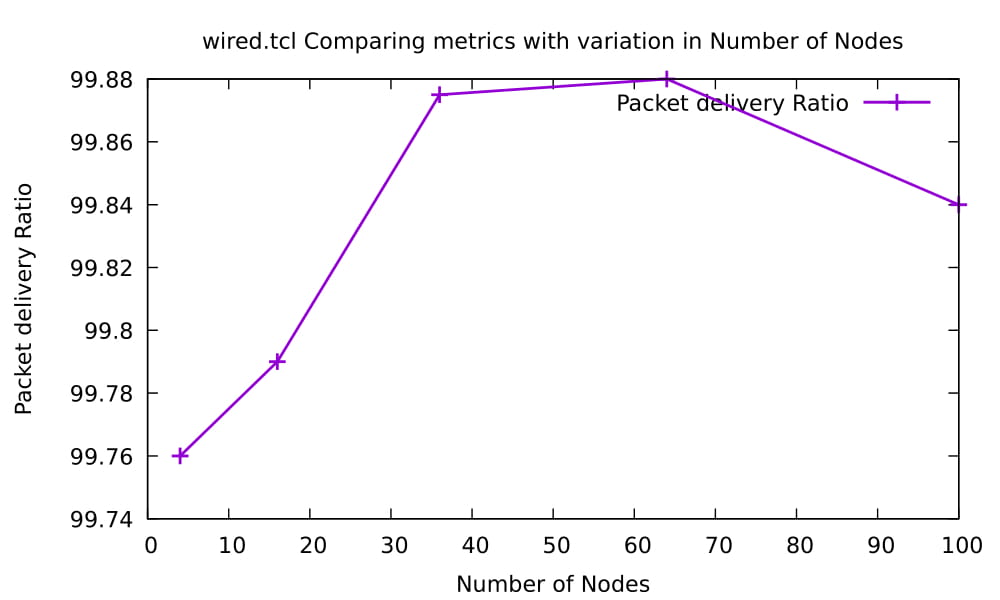 wired.tcl Comparing metrics with variation in Number of Nodes
99.88
99.86
99.84
99.82
99.8
99.78
99.76
99.74
Packet delivery Ratio
Packet delivery Ratio
0 10 20 30 40 50 60 70 80 90 100
Number of Nodes